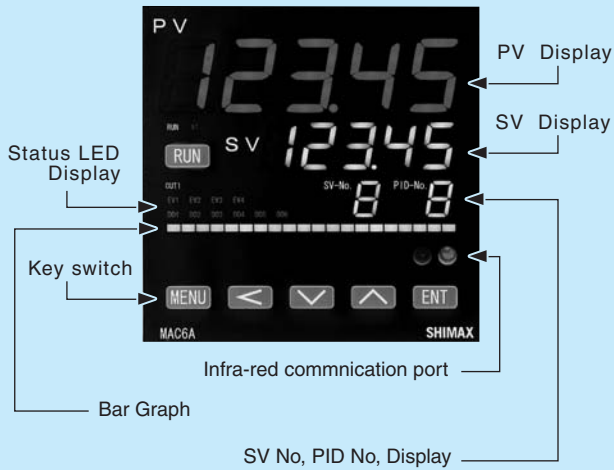 PV
123.45
PV Display
RUN
SV
123.45
SV Display
RUN
Status LED
Display
OUT1
SV-No. 8 PID-No. 8
EV1 EV2 EV3 EV4
DO1 DO2 DO3 DO4 DO5 DO6
Key switch
MENU < ENT
MAC6A SHIMAX
Infra-red commnication port
Bar Graph
SV No, PID No, Display